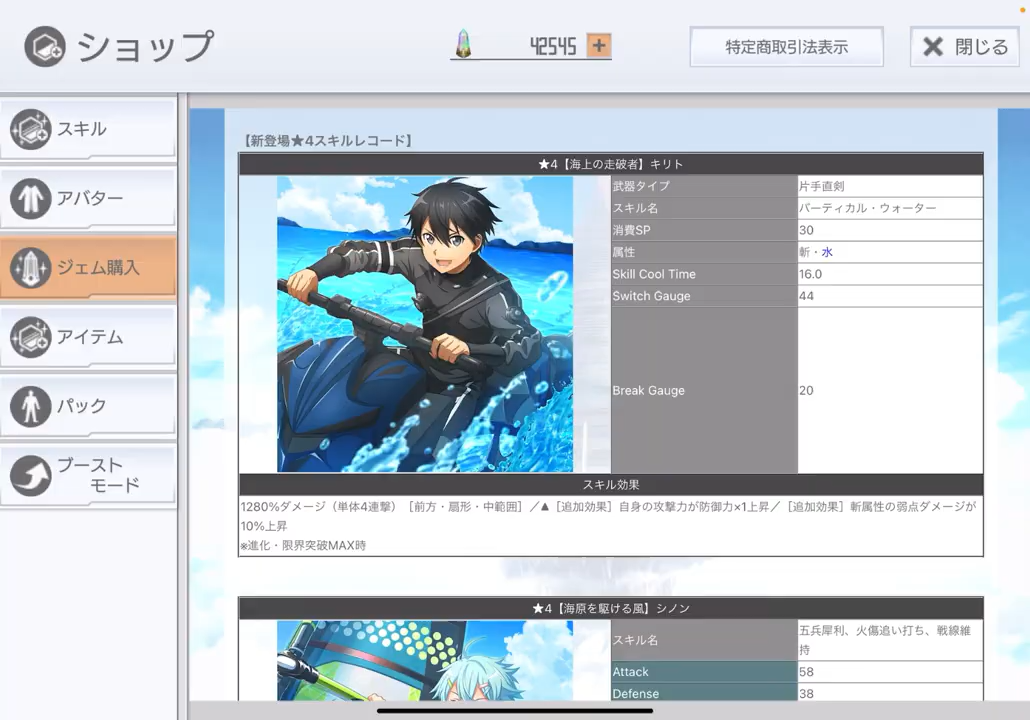 ショップ
42545
特定商取引法表示
閉じる
スキル
アバター
ジェム購入
アイテム
パック
ブースト
モード
【新登場★4スキルレコード】
★4【海上の走破者】キリト
武器タイプ 片手直剣
スキル名 バーティカル・ウォーター
消費SP 30
属性 斬・水
Skill Cool Time 16.0
Switch Gauge 44
Break Gauge 20
スキル効果
1280%ダメージ（単体4連撃）［前方・扇形・中範囲］／▲［追加効果］自身の攻撃力が防御力×1上昇／［追加効果］斬属性の弱点ダメージが
10%上昇
※進化・限界突破MAX時
★4【海原を駆ける風】シノン
スキル名 五兵犀利、火傷追い打ち、戦線維
持
Attack 58
Defense 38